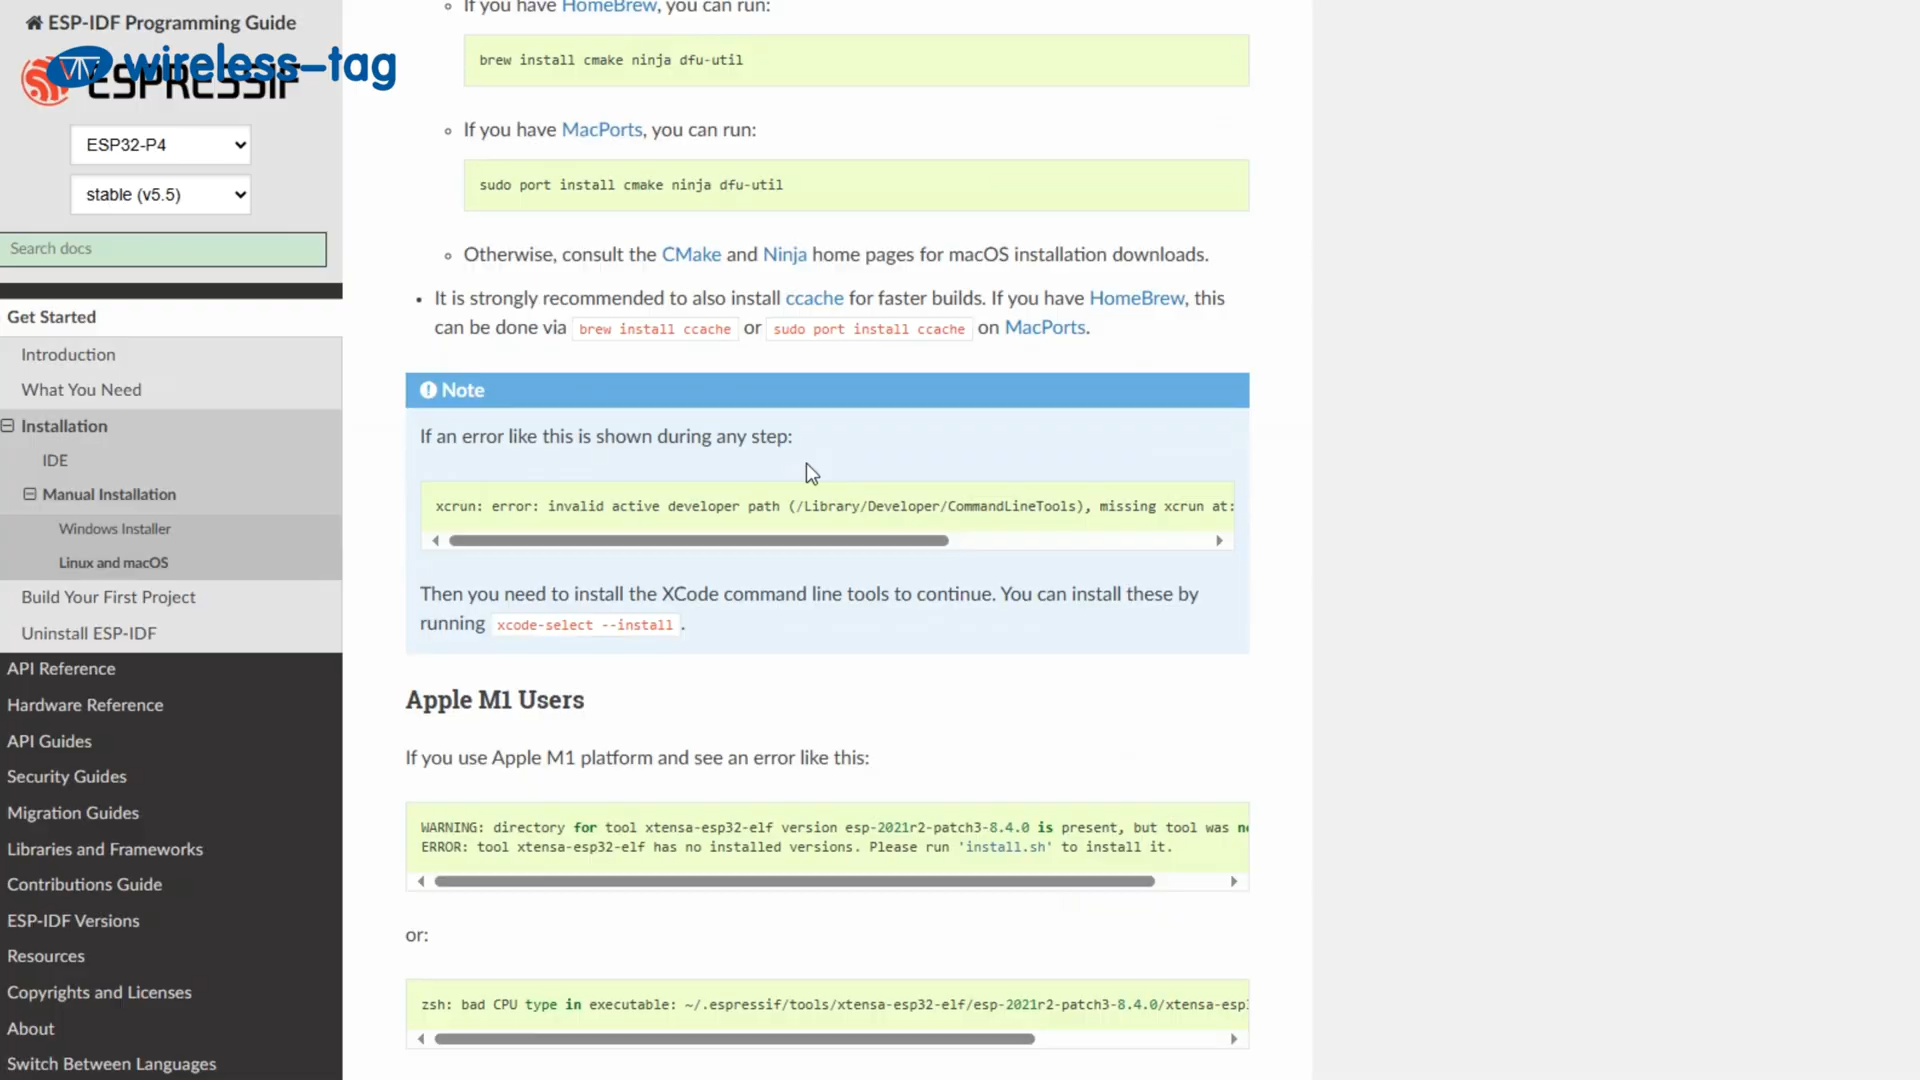 ESP-IDF Programming Guide
wireless-tag
ESPRESSIF
ESP32-P4
stable (v5.5)
Search docs
Get Started
Introduction
What You Need
Installation
IDE
Manual Installation
Windows Installer
Linux and macOS
Build Your First Project
Uninstall ESP-IDF
API Reference
Hardware Reference
API Guides
Security Guides
Migration Guides
Libraries and Frameworks
Contributions Guide
ESP-IDF Versions
Resources
Copyrights and Licenses
About
Switch Between Languages
If you have HomeBrew, you can run:
brew install cmake ninja dfu-util
If you have MacPorts, you can run:
sudo port install cmake ninja dfu-util
Otherwise, consult the CMake and Ninja home pages for macOS installation downloads.
It is strongly recommended to also install ccache for faster builds. If you have HomeBrew, this
can be done via brew install ccache or sudo port install ccache on MacPorts.
Note
If an error like this is shown during any step:
xcrun: error: invalid active developer path (/Library/Developer/CommandLineTools), missing xcrun at:
Then you need to install the XCode command line tools to continue. You can install these by
running xcode-select --install.
Apple M1 Users
If you use Apple M1 platform and see an error like this:
WARNING: directory for tool xtensa-esp32-elf version esp-2021r2-patch3-8.4.0 is present, but tool was
ERROR: tool xtensa-esp32-elf has no installed versions. Please run 'install.sh' to install it.
or:
zsh: bad CPU type in executable: ~/.espressif/tools/xtensa-esp32-elf/esp-2021r2-patch3-8.4.0/xtensa-esp